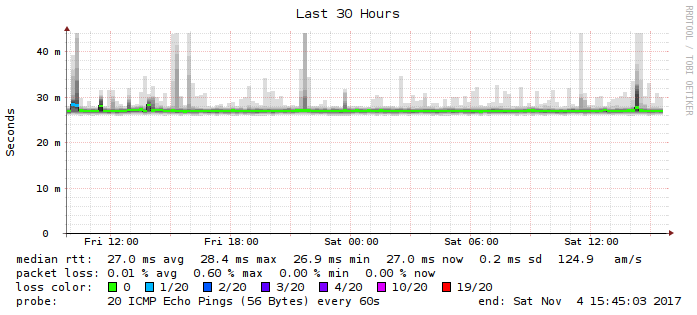 Last 30 Hours
RRDTOOL / TOBI OETIKER
Seconds
40 m
30 m
20 m
10 m
0
Fri 12:00 Fri 18:00 Sat 00:00 Sat 06:00 Sat 12:00
median rtt: 27.0 ms avg 28.4 ms max 26.9 ms min 27.0 ms now 0.2 ms sd 124.9 am/s
packet loss: 0.01 % avg 0.60 % max 0.00 % min 0.00 % now
loss color: 0 1/20 2/20 3/20 4/20 10/20 19/20
probe: 20 ICMP Echo Pings (56 Bytes) every 60s end: Sat Nov 4 15:45:03 2017